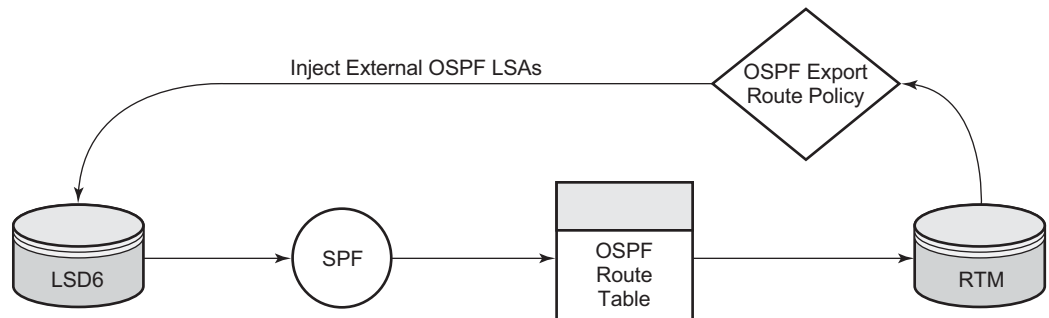 Inject External OSPF LSAs
OSPF Export
Route Policy
LSD6
SPF
OSPF
Route
Table
RTM